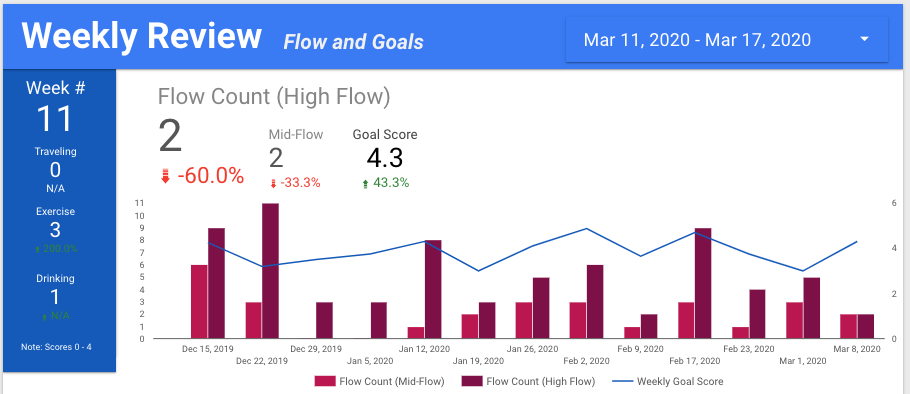 Weekly Review Flow and Goals
Mar 11, 2020 - Mar 17, 2020
Week #
11
Traveling
0
N/A
Exercise
3
200.0%
Drinking
1
N/A
Note: Scores 0 - 4
Flow Count (High Flow)
2
-60.0%
Mid-Flow
2
-33.3%
Goal Score
4.3
43.3%
11
10
9
8
7
6
5
4
3
2
1
0
6
4
2
0
Dec 15, 2019
Dec 22, 2019
Dec 29, 2019
Jan 5, 2020
Jan 12, 2020
Jan 19, 2020
Jan 26, 2020
Feb 2, 2020
Feb 9, 2020
Feb 17, 2020
Feb 23, 2020
Mar 1, 2020
Mar 8, 2020
Flow Count (Mid-Flow) Flow Count (High Flow) Weekly Goal Score